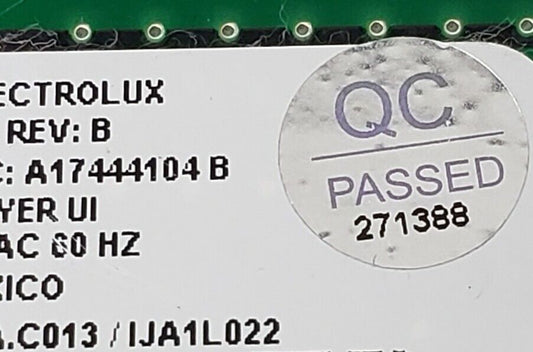 ECTROLUX
REV: B
C: A17444104 B
YER UI
AC 60 HZ
ICO
.C013 / IJA1L022
QC
PASSED
271388